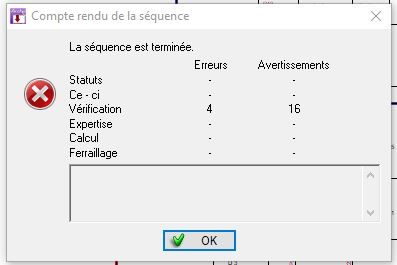 Compte rendu de la séquence
La séquence est terminée.
Erreurs Avertissements
Statuts - -
Ce - ci - -
Vérification 4 16
Expertise - -
Calcul - -
Ferraillage - -
OK